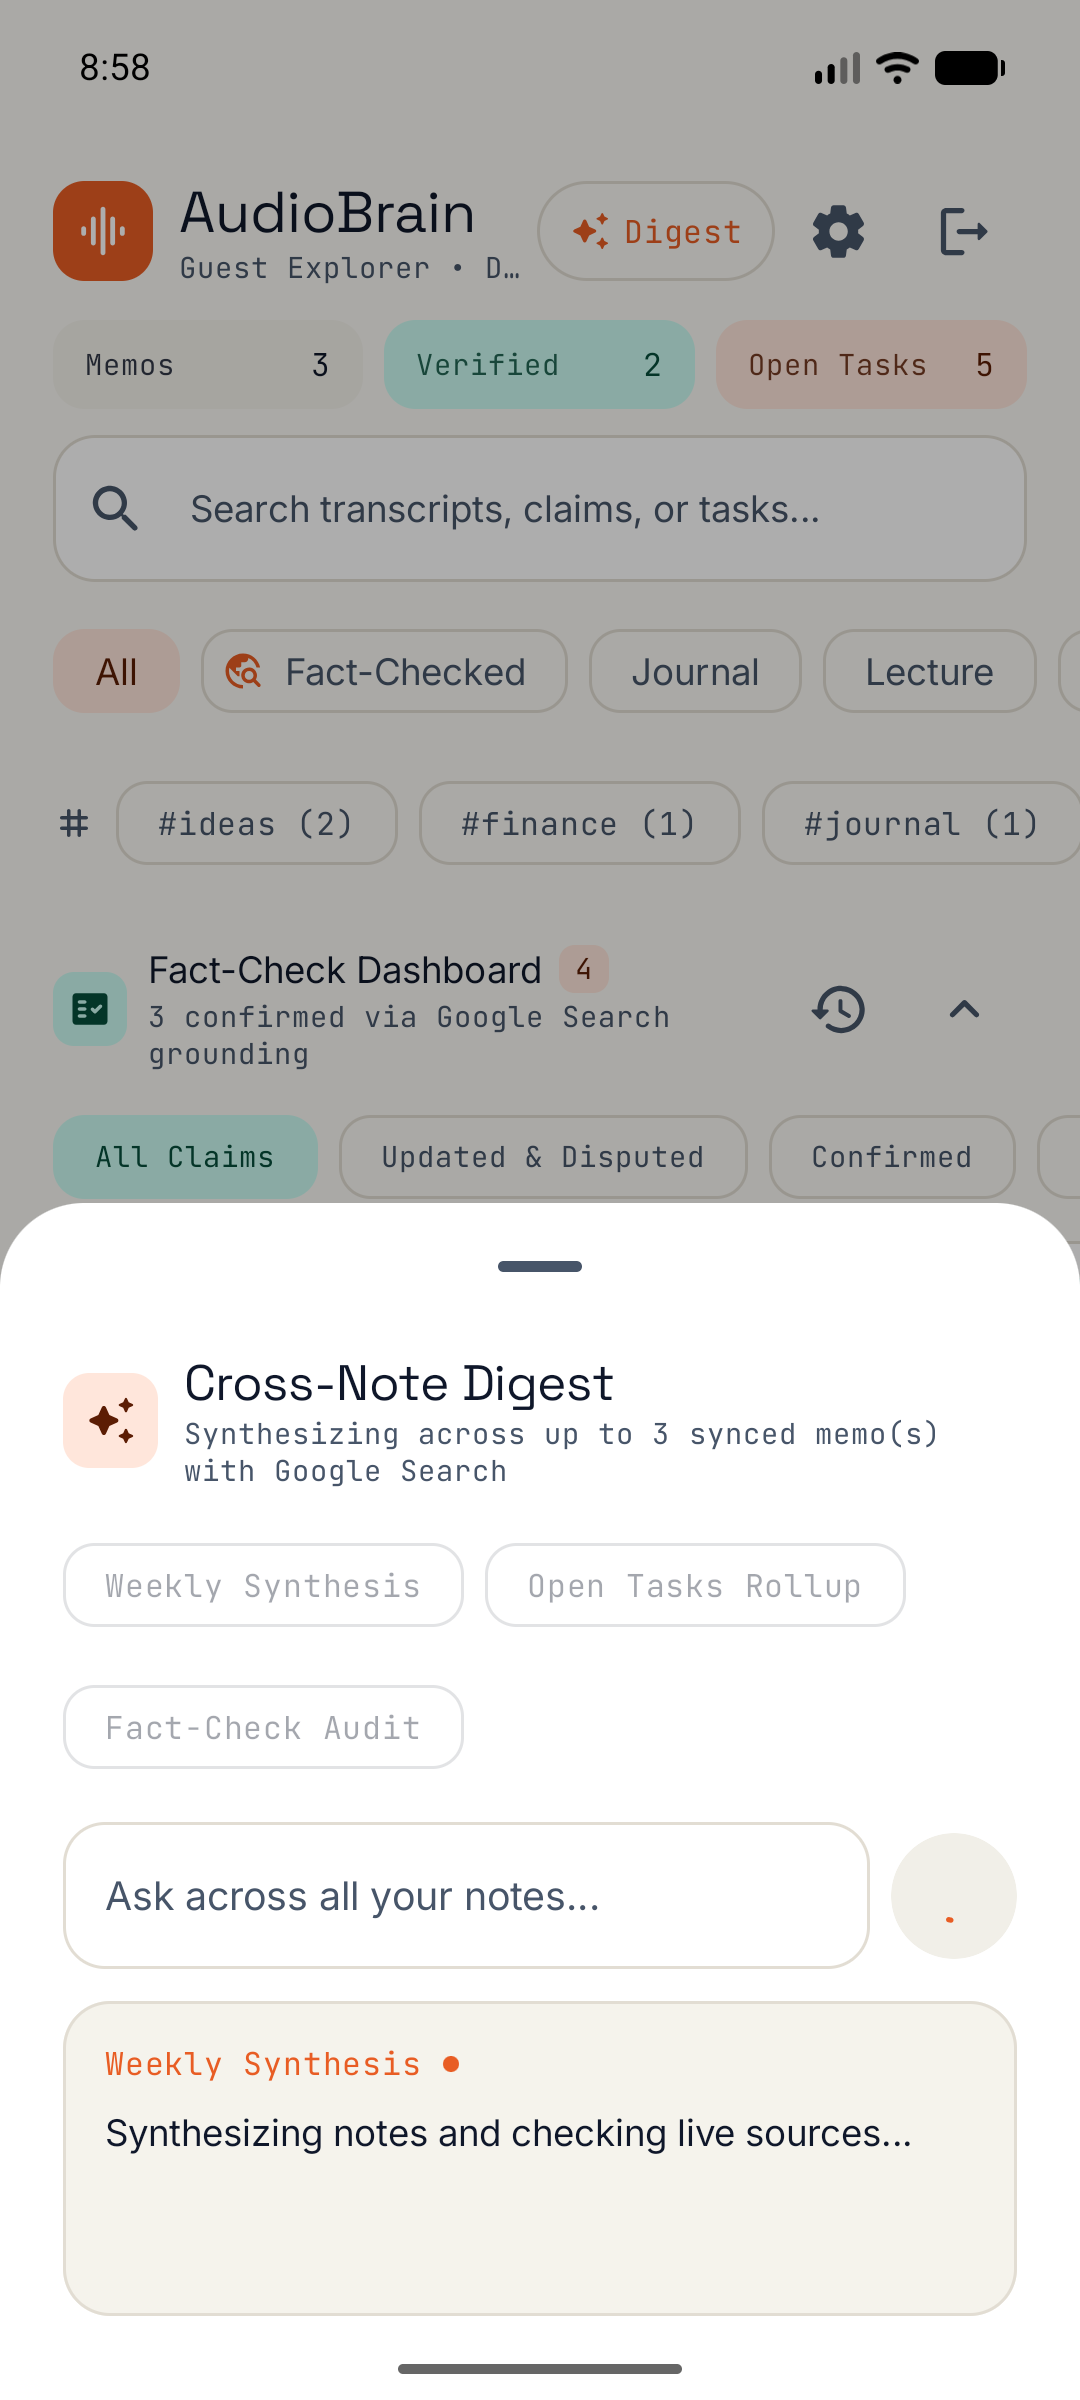 8:58
AudioBrain
Guest Explorer • D…
Digest
Memos 3
Verified 2
Open Tasks 5
Search transcripts, claims, or tasks...
All
Fact-Checked
Journal
Lecture
#ideas (2)
#finance (1)
#journal (1)
Fact-Check Dashboard 4
3 confirmed via Google Search
grounding
All Claims
Updated & Disputed
Confirmed
Cross-Note Digest
Synthesizing across up to 3 synced memo(s)
with Google Search
Weekly Synthesis
Open Tasks Rollup
Fact-Check Audit
Ask across all your notes...
Weekly Synthesis
Synthesizing notes and checking live sources...